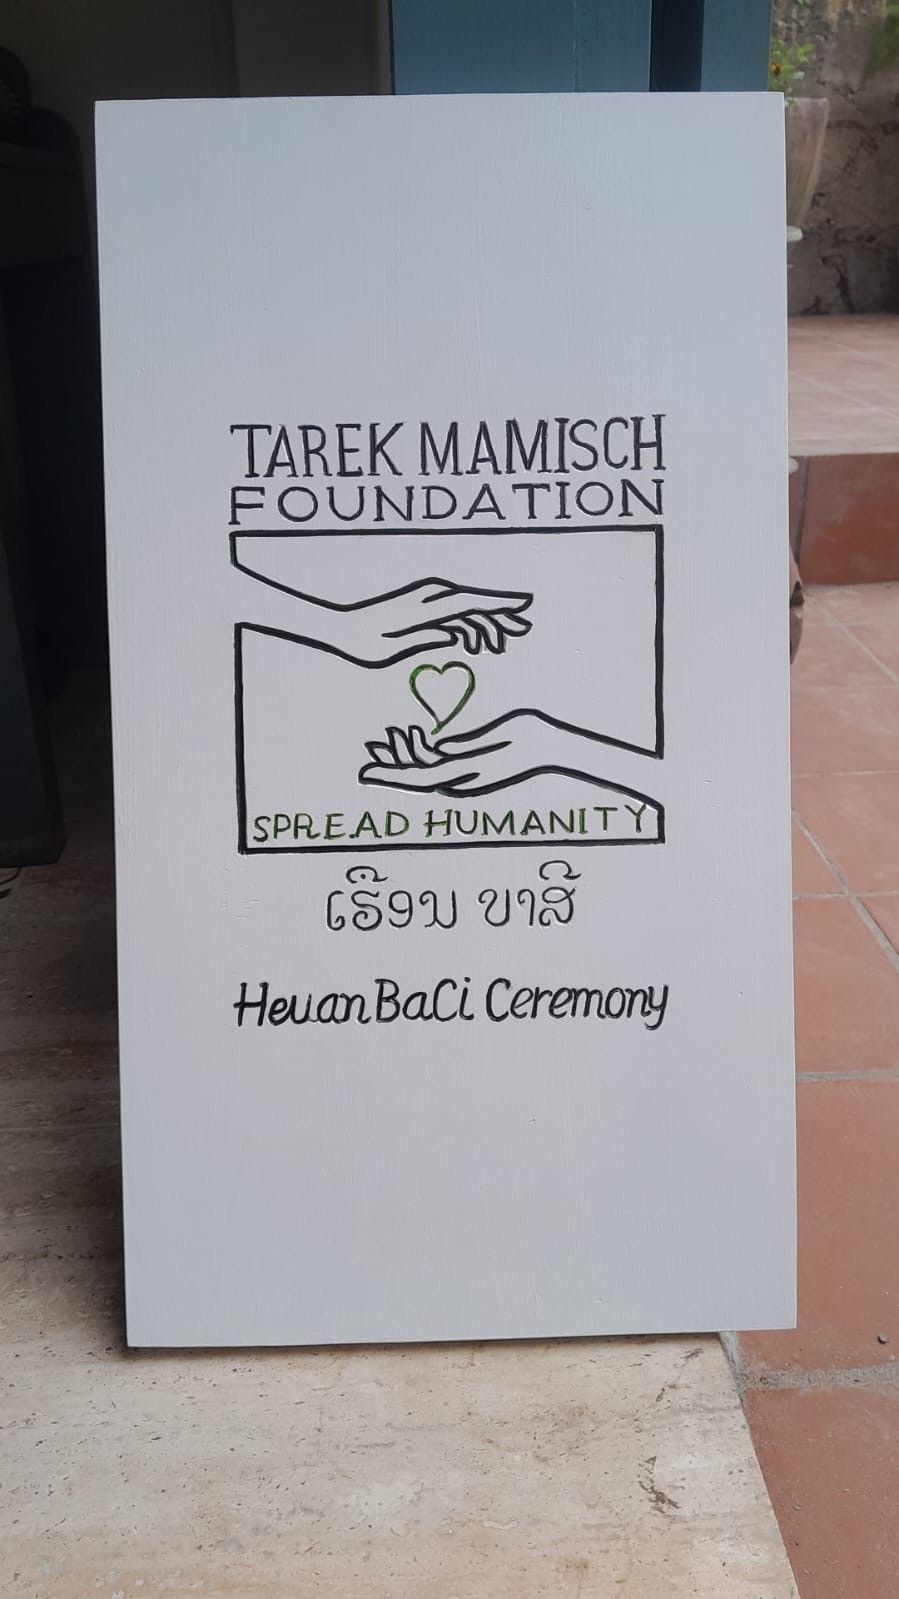 TAREK MAMISCH
FOUNDATION
SPREAD HUMANITY
ເຮືອນ ບາສີ
HeuanBaCi Ceremony